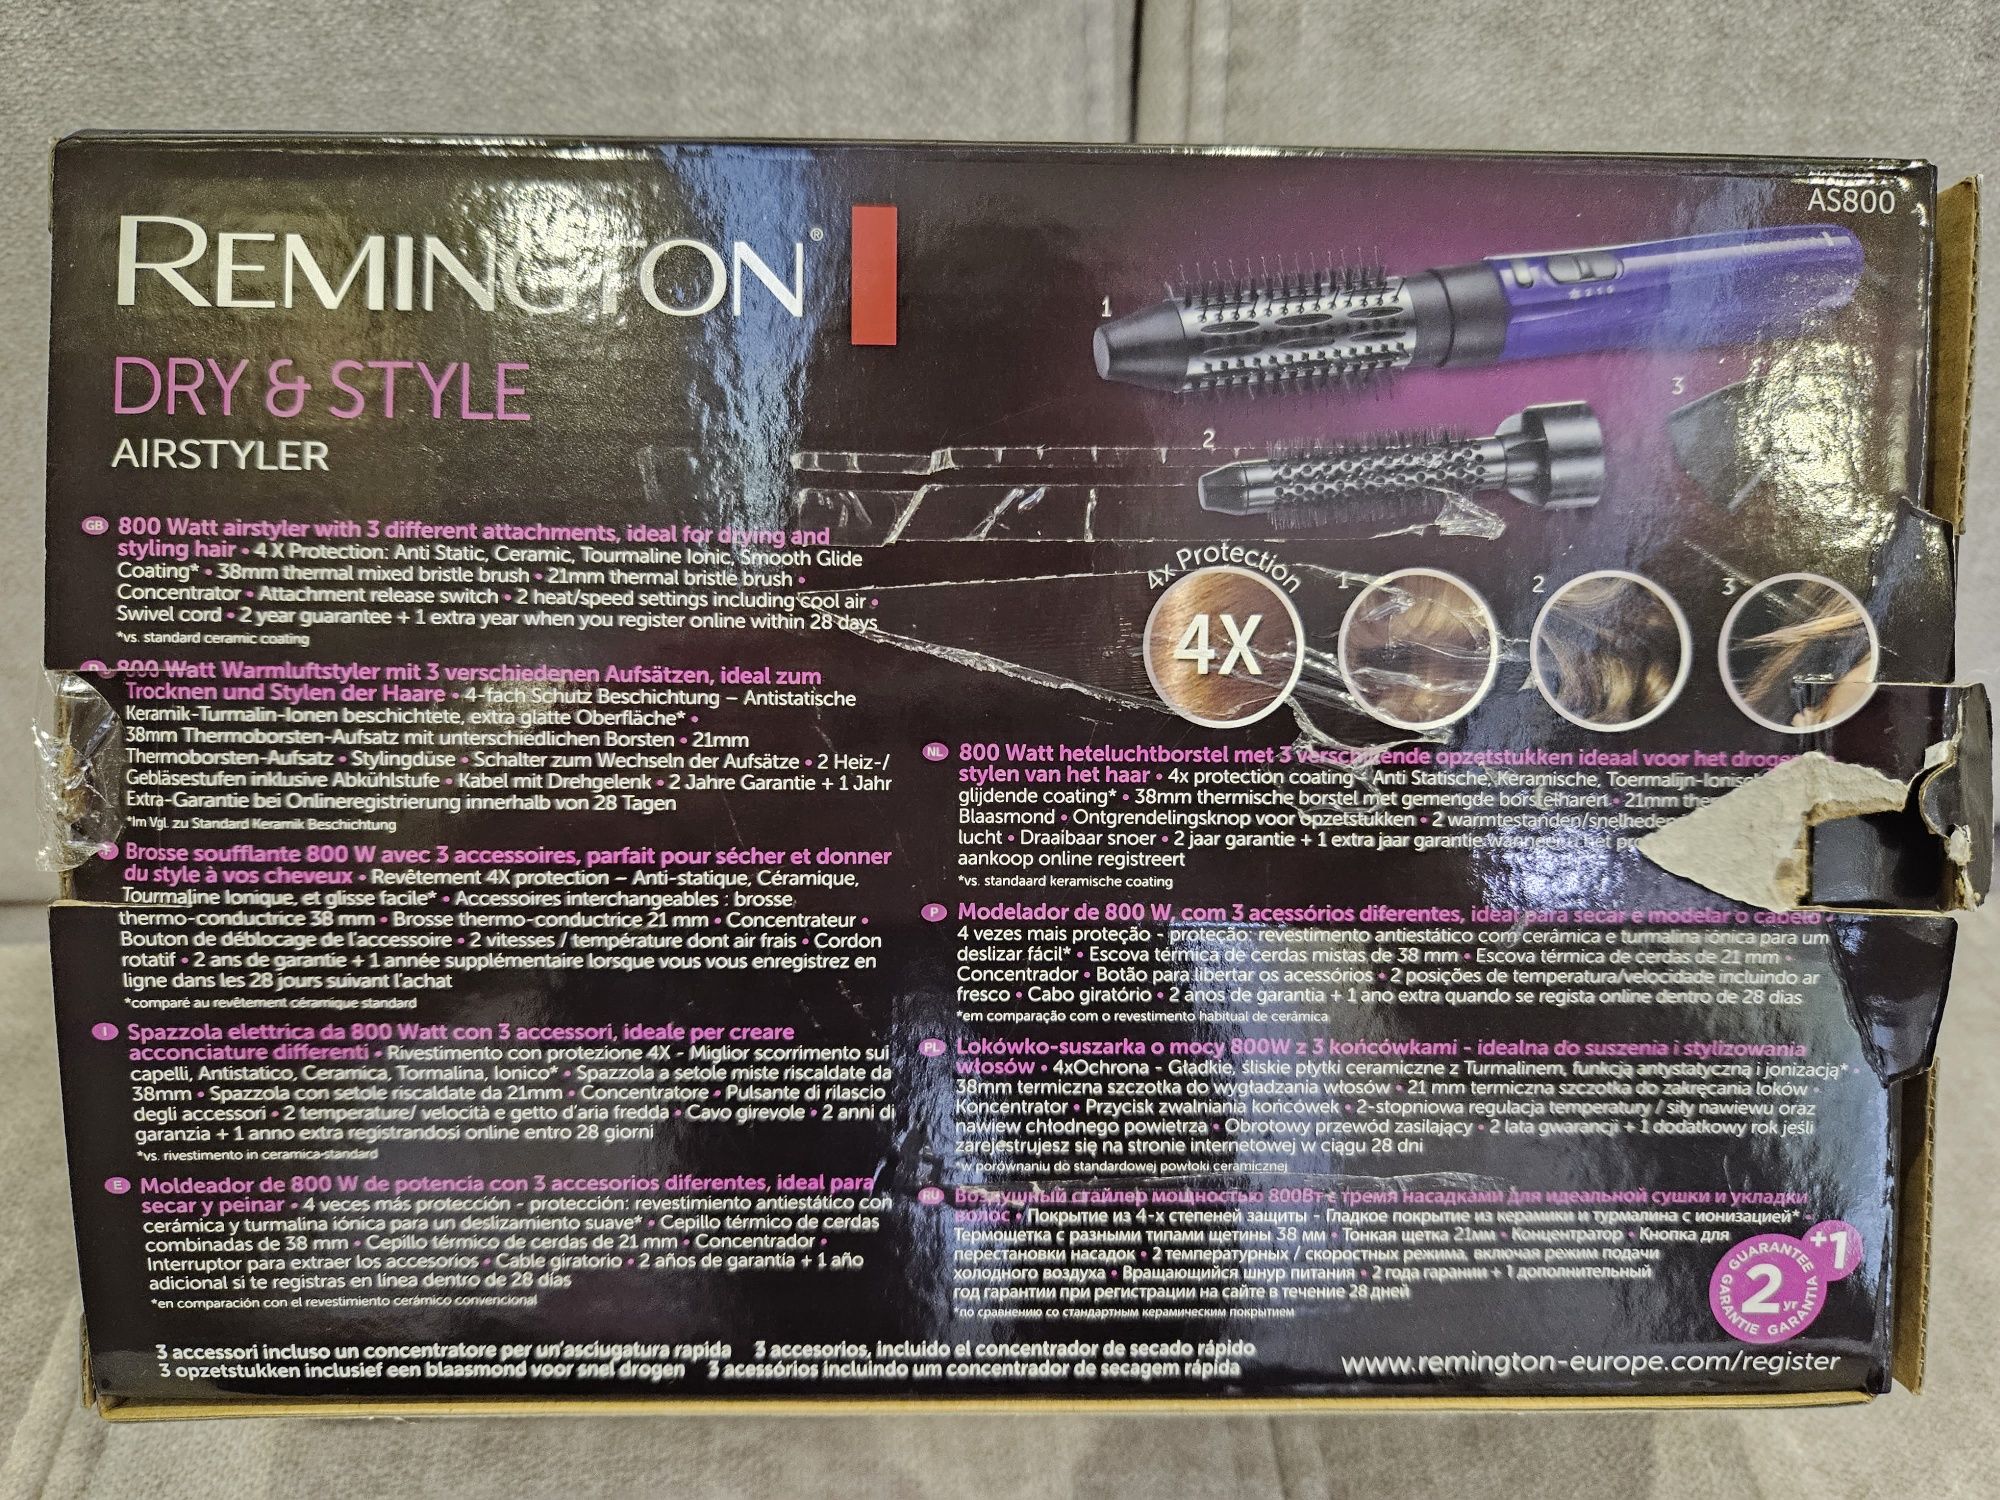 REMINGTON®
DRY & STYLE
AIRSTYLER
AS800
1
2
3
GB 800 Watt airstyler with 3 different attachments, ideal for drying and
styling hair • 4 X Protection: Anti Static, Ceramic, Tourmaline Ionic, Smooth Glide
Coating* • 38mm thermal mixed bristle brush • 21mm thermal bristle brush •
Concentrator • Attachment release switch • 2 heat/speed settings including cool air •
Swivel cord • 2 year guarantee + 1 extra year when you register online within 28 days
*vs. standard ceramic coating
D 800 Watt Warmluftstyler mit 3 verschiedenen Aufsätzen, ideal zum
Trocknen und Stylen der Haare • 4-fach Schutz Beschichtung – Antistatische
Keramik-Turmalin-Ionen beschichtete, extra glatte Oberfläche* •
38mm Thermoborsten-Aufsatz mit unterschiedlichen Borsten • 21mm
Thermoborsten-Aufsatz • Stylingdüse • Schalter zum Wechseln der Aufsätze • 2 Heiz-/
Gebläsestufen inklusive Abkühlstufe • Kabel mit Drehgelenk • 2 Jahre Garantie + 1 Jahr
Extra-Garantie bei Onlineregistrierung innerhalb von 28 Tagen
*Im Vgl. zu Standard Keramik Beschichtung
F Brosse soufflante 800 W avec 3 accessoires, parfait pour sécher et donner
du style à vos cheveux • Revêtement 4X protection – Anti-statique, Céramique,
Tourmaline Ionique, et glisse facile* • Accessoires interchangeables : brosse
thermo-conductrice 38 mm • Brosse thermo-conductrice 21 mm • Concentrateur •
Bouton de déblocage de l'accessoire • 2 vitesses / température dont air frais • Cordon
rotatif • 2 ans de garantie + 1 année supplémentaire lorsque vous vous enregistrez en
ligne dans les 28 jours suivant l'achat
*comparé au revêtement céramique standard
I Spazzola elettrica da 800 Watt con 3 accessori, ideale per creare
acconciature differenti • Rivestimento con protezione 4X - Miglior scorrimento sui
capelli, Antistatico, Ceramica, Tormalina, Ionico* • Spazzola a setole miste riscaldate da
38mm • Spazzola con setole riscaldate da 21mm • Concentratore • Pulsante di rilascio
degli accessori • 2 temperature/ velocità e getto d'aria fredda • Cavo girevole • 2 anni di
garanzia + 1 anno extra registrandosi online entro 28 giorni
*vs. rivestimento in ceramica standard
E Moldeador de 800 W de potencia con 3 accesorios diferentes, ideal para
secar y peinar • 4 veces más protección - protección: revestimiento antiestático con
cerámica y turmalina iónica para un deslizamiento suave* • Cepillo térmico de cerdas
combinadas de 38 mm • Cepillo térmico de cerdas de 21 mm • Concentrador •
Interruptor para extraer los accesorios • Cable giratorio • 2 años de garantía + 1 año
adicional si te registras en línea dentro de 28 días
*en comparación con el revestimiento cerámico convencional
4x Protection
4X
1
2
3
NL 800 Watt heteluchtborstel met 3 opzetstukken ideaal voor het
stylen van het haar • 4x protection coating - Anti Statische, Keramische, Toermalijn-
glijdende coating* • 38mm thermische borstel met gemengde borstelharen • 21mm
Blaasmond • Ontgrendelingsknop voor opzetstukken • 2
lucht • Draaibaar snoer • 2 jaar garantie + 1 extra jaar garantie wanneer het
aankoop online registreert
*vs. standaard keramische coating
P Modelador de 800 W, com 3 acessórios diferentes, ideal para secar e modelar o cabelo •
4 vezes mais proteção - proteção: revestimento antiestático com cerâmica e turmalina iónica para um
deslizar fácil* • Escova térmica de cerdas mistas de 38 mm • Escova térmica de cerdas de 21 mm •
Concentrador • Botão para libertar os acessórios • 2 posições de temperatura/velocidade incluindo ar
fresco • Cabo giratório • 2 anos de garantia + 1 ano extra quando se regista online dentro de 28 dias
*em comparação com o revestimento habitual de cerâmica
PL Lokówko-suszarka o mocy 800W z 3 końcówkami - idealna do suszenia i stylizowania
włosów • 4xOchrona - Gładkie, śliskie płytki ceramiczne z Turmalinem, funkcją antystatyczną i jonizacją* •
38mm termiczna szczotka do wygładzania włosów • 21 mm termiczna szczotka do zakręcania loków •
Koncentrator • Przycisk zwalniania końcówek • 2-stopniowa regulacja temperatury / siły nawiewu oraz
nawiew chłodnego powietrza • Obrotowy przewód zasilający • 2 lata gwarancji + 1 dodatkowy rok jeśli
zarejestrujesz się na stronie internetowej w ciągu 28 dni
*w porównaniu do standardowej powłoki ceramicznej
RU Воздушный стайлер мощностью 800Вт с тремя насадками для идеальной сушки и укладки
волос • Покрытие из 4-х степеней защиты - Гладкое покрытие из керамики и турмалина с ионизацией* •
Термощетка с разными типами щетины 38 мм • Тонкая щетка 21мм • Концентратор • Кнопка для
перестановки насадок • 2 температурных / скоростных режима, включая режим подачи
холодного воздуха • Вращающийся шнур питания • 2 года гарании + 1 дополнительный
год гарантии при регистрации на сайте в течение 28 дней
*по сравнению со стандартным керамическим покрытием
GUARANTEE GARANTIA GARANTIE
2 yr +1
3 accessori incluso un concentratore per un'asciugatura rapida 3 accesorios, incluido el concentrador de secado rápido
3 opzetstukken inclusief een blaasmond voor snel drogen 3 acessórios incluindo um concentrador de secagem rápida
www.remington-europe.com/register